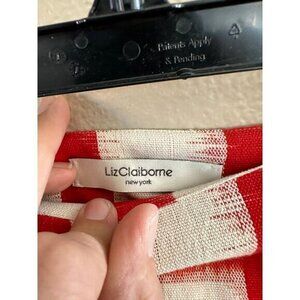 Patents Apply
& Pending
LizClaiborne
new york